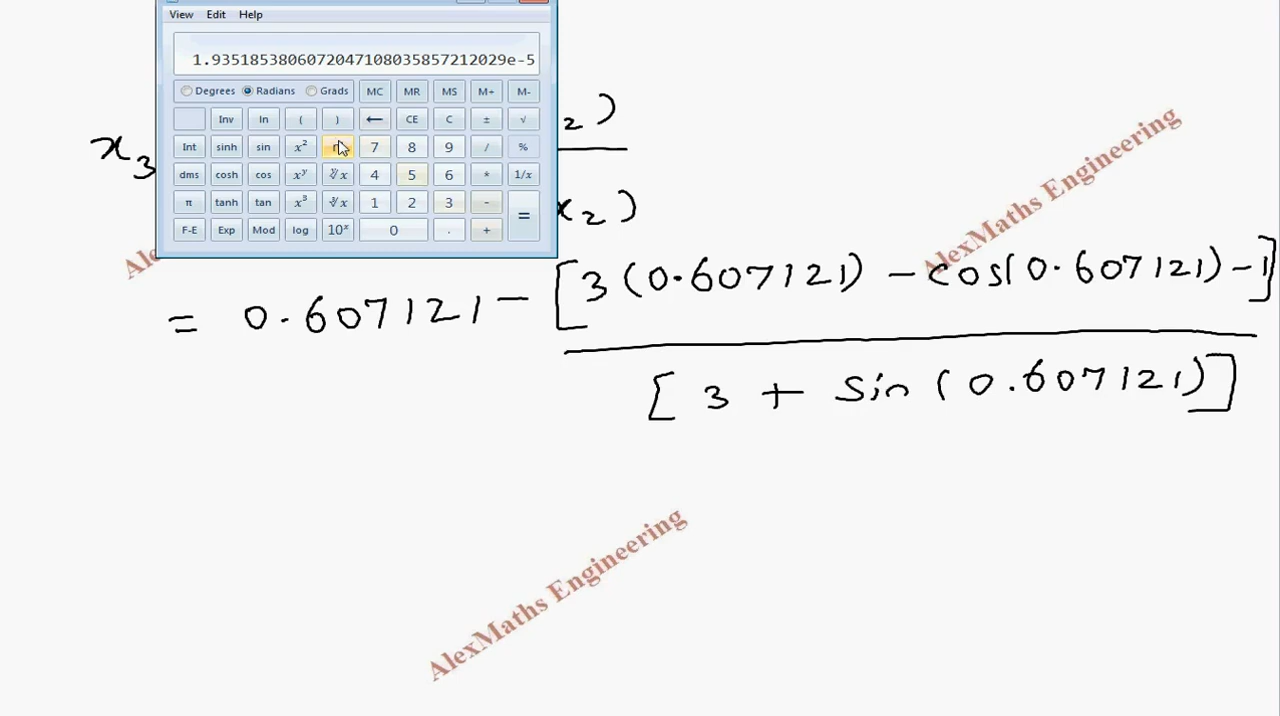 View Edit Help
1.9351853806072047108035857212029e-5
Degrees Radians Grads MC MR MS M+ M-
Inv ln ( ) ← CE C ± √
Int sinh sin x² 7 8 9 / %
dms cosh cos xʸ ʸ√x 4 5 6 * 1/x
π tanh tan x³ ³√x 1 2 3 - =
F-E Exp Mod log 10ˣ 0 . +
x₃ ₂)
x₂)
= 0.607121 - [3(0.607121) - cos(0.607121) - 1]
[3 + sin(0.607121)]
AlexMaths Engineering
AlexMaths Engineering